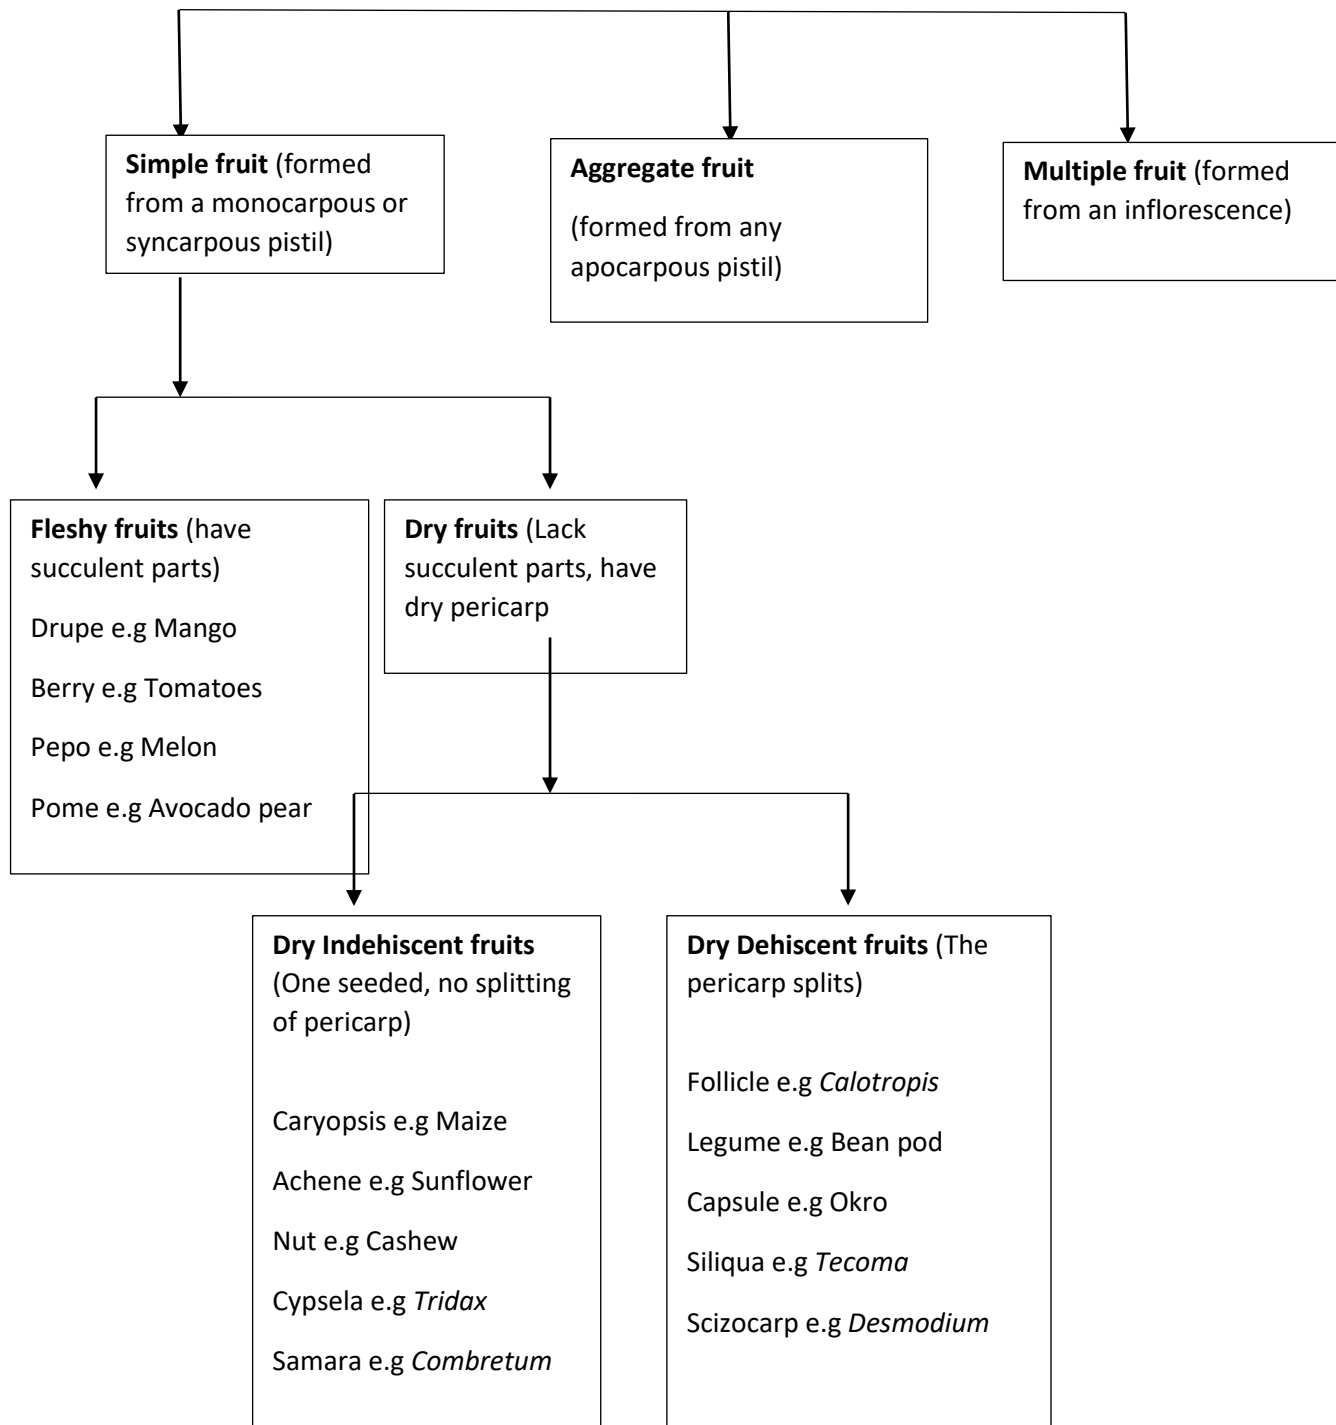 Simple fruit (formed
from a monocarpous or
syncarpous pistil)
Aggregate fruit
(formed from any
apocarpous pistil)
Multiple fruit (formed
from an inflorescence)
Fleshy fruits (have
succulent parts)
Drupe e.g Mango
Berry e.g Tomatoes
Pepo e.g Melon
Pome e.g Avocado pear
Dry fruits (Lack
succulent parts, have
dry pericarp
Dry Indehiscent fruits
(One seeded, no splitting
of pericarp)
Caryopsis e.g Maize
Achene e.g Sunflower
Nut e.g Cashew
Cypsela e.g Tridax
Samara e.g Combretum
Dry Dehiscent fruits (The
pericarp splits)
Follicle e.g Calotropis
Legume e.g Bean pod
Capsule e.g Okro
Siliqua e.g Tecoma
Scizocarp e.g Desmodium